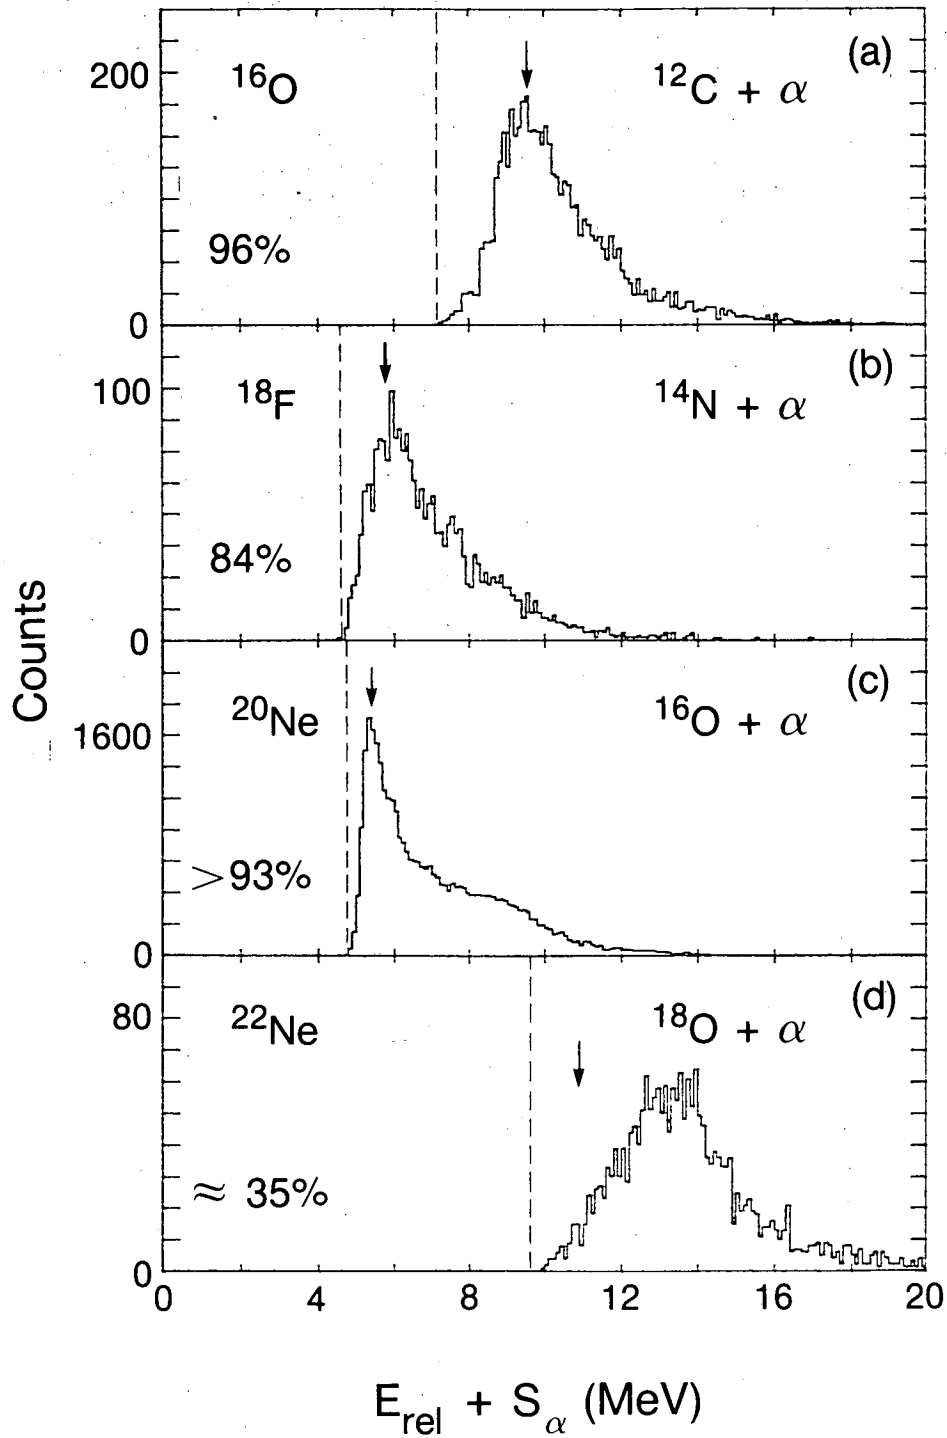 (a)
200
¹⁶O
¹²C + α
96%
0
(b)
100
¹⁸F
¹⁴N + α
84%
0
(c)
²⁰Ne
¹⁶O + α
1600
>93%
0
(d)
80
²²Ne
¹⁸O + α
≈ 35%
0
0 4 8 12 16 20
Counts
E_rel + S_α (MeV)